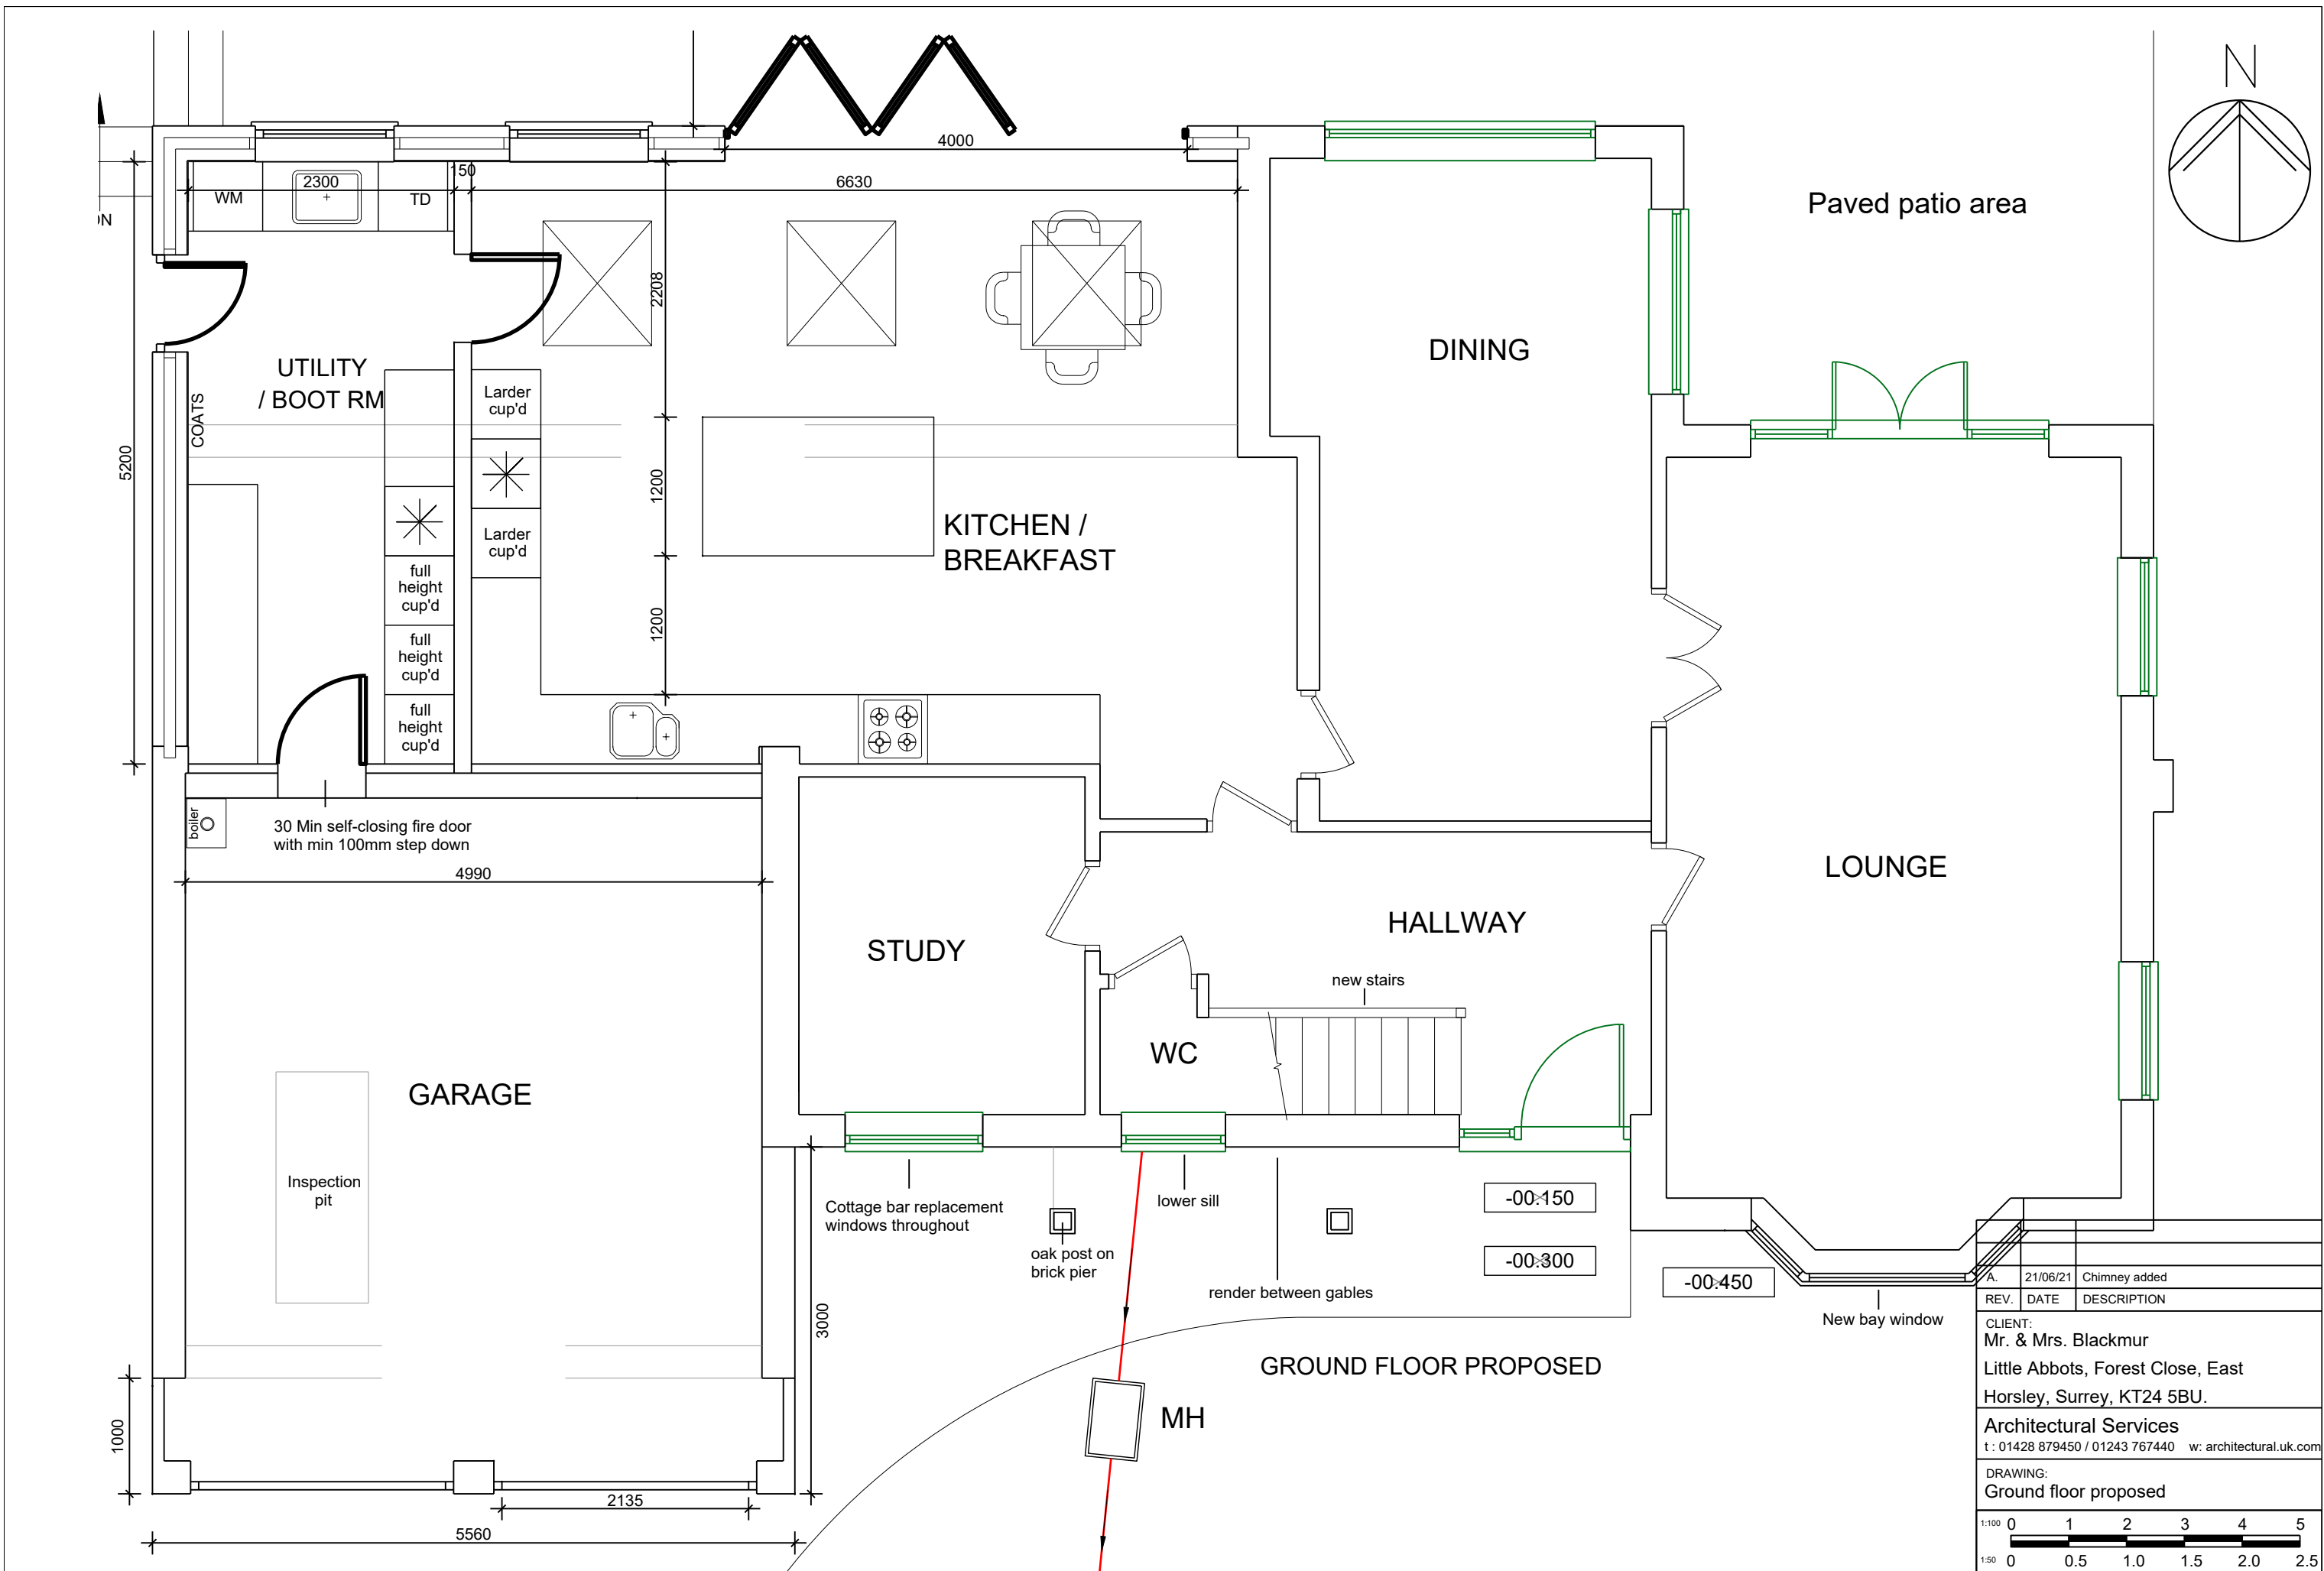 N
4000
150
2300
6630
WM
TD
Paved patio area
2208
DINING
UTILITY
/ BOOT RM
COATS
Larder
cup'd
5200
1200
KITCHEN /
BREAKFAST
Larder
cup'd
full
height
cup'd
1200
full
height
cup'd
full
height
cup'd
boiler
30 Min self-closing fire door
with min 100mm step down
4990
LOUNGE
HALLWAY
STUDY
new stairs
WC
GARAGE
Inspection
pit
Cottage bar replacement
windows throughout
lower sill
-00.150
oak post on
brick pier
-00.300
render between gables
-00.450
New bay window
3000
GROUND FLOOR PROPOSED
MH
1000
2135
5560
A. 21/06/21 Chimney added
REV. DATE DESCRIPTION
CLIENT:
Mr. & Mrs. Blackmur
Little Abbots, Forest Close, East
Horsley, Surrey, KT24 5BU.
Architectural Services
t : 01428 879450 / 01243 767440 w: architectural.uk.com
DRAWING:
Ground floor proposed
1:100 0 1 2 3 4 5
1:50 0 0.5 1.0 1.5 2.0 2.5